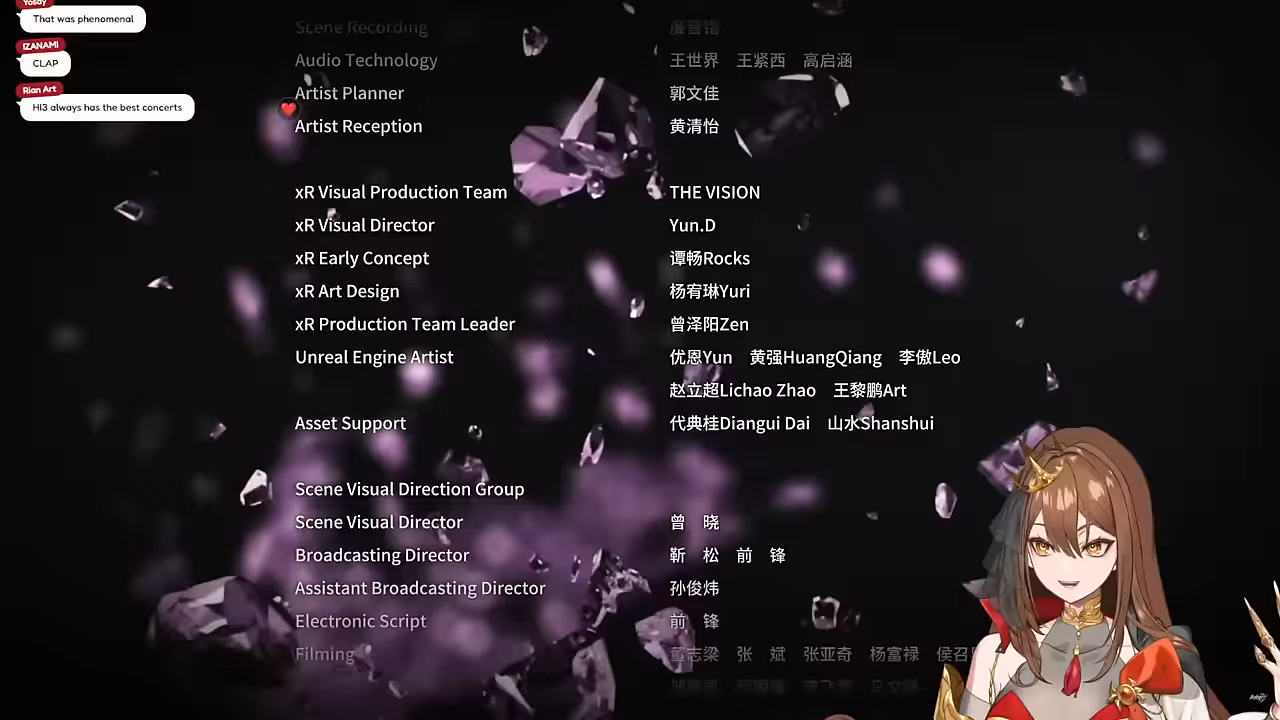 Yosay
That was phenomenal
IZANAMI
CLAP
Rian Art
HI3 always has the best concerts
Scene Recording
Audio Technology 王世界 王紧西 高启涵
Artist Planner 郭文佳
Artist Reception 黄清怡
xR Visual Production Team THE VISION
xR Visual Director Yun.D
xR Early Concept 谭畅Rocks
xR Art Design 杨宥琳Yuri
xR Production Team Leader 曾泽阳Zen
Unreal Engine Artist 优恩Yun 黄强HuangQiang 李傲Leo
赵立超Lichao Zhao 王黎鹏Art
Asset Support 代典桂Diangui Dai 山水Shanshui
Scene Visual Direction Group
Scene Visual Director 曾 晓
Broadcasting Director 靳 松 前 锋
Assistant Broadcasting Director 孙俊炜
Electronic Script 前 锋
Filming 董志梁 张 斌 张亚奇 杨富禄 侯召